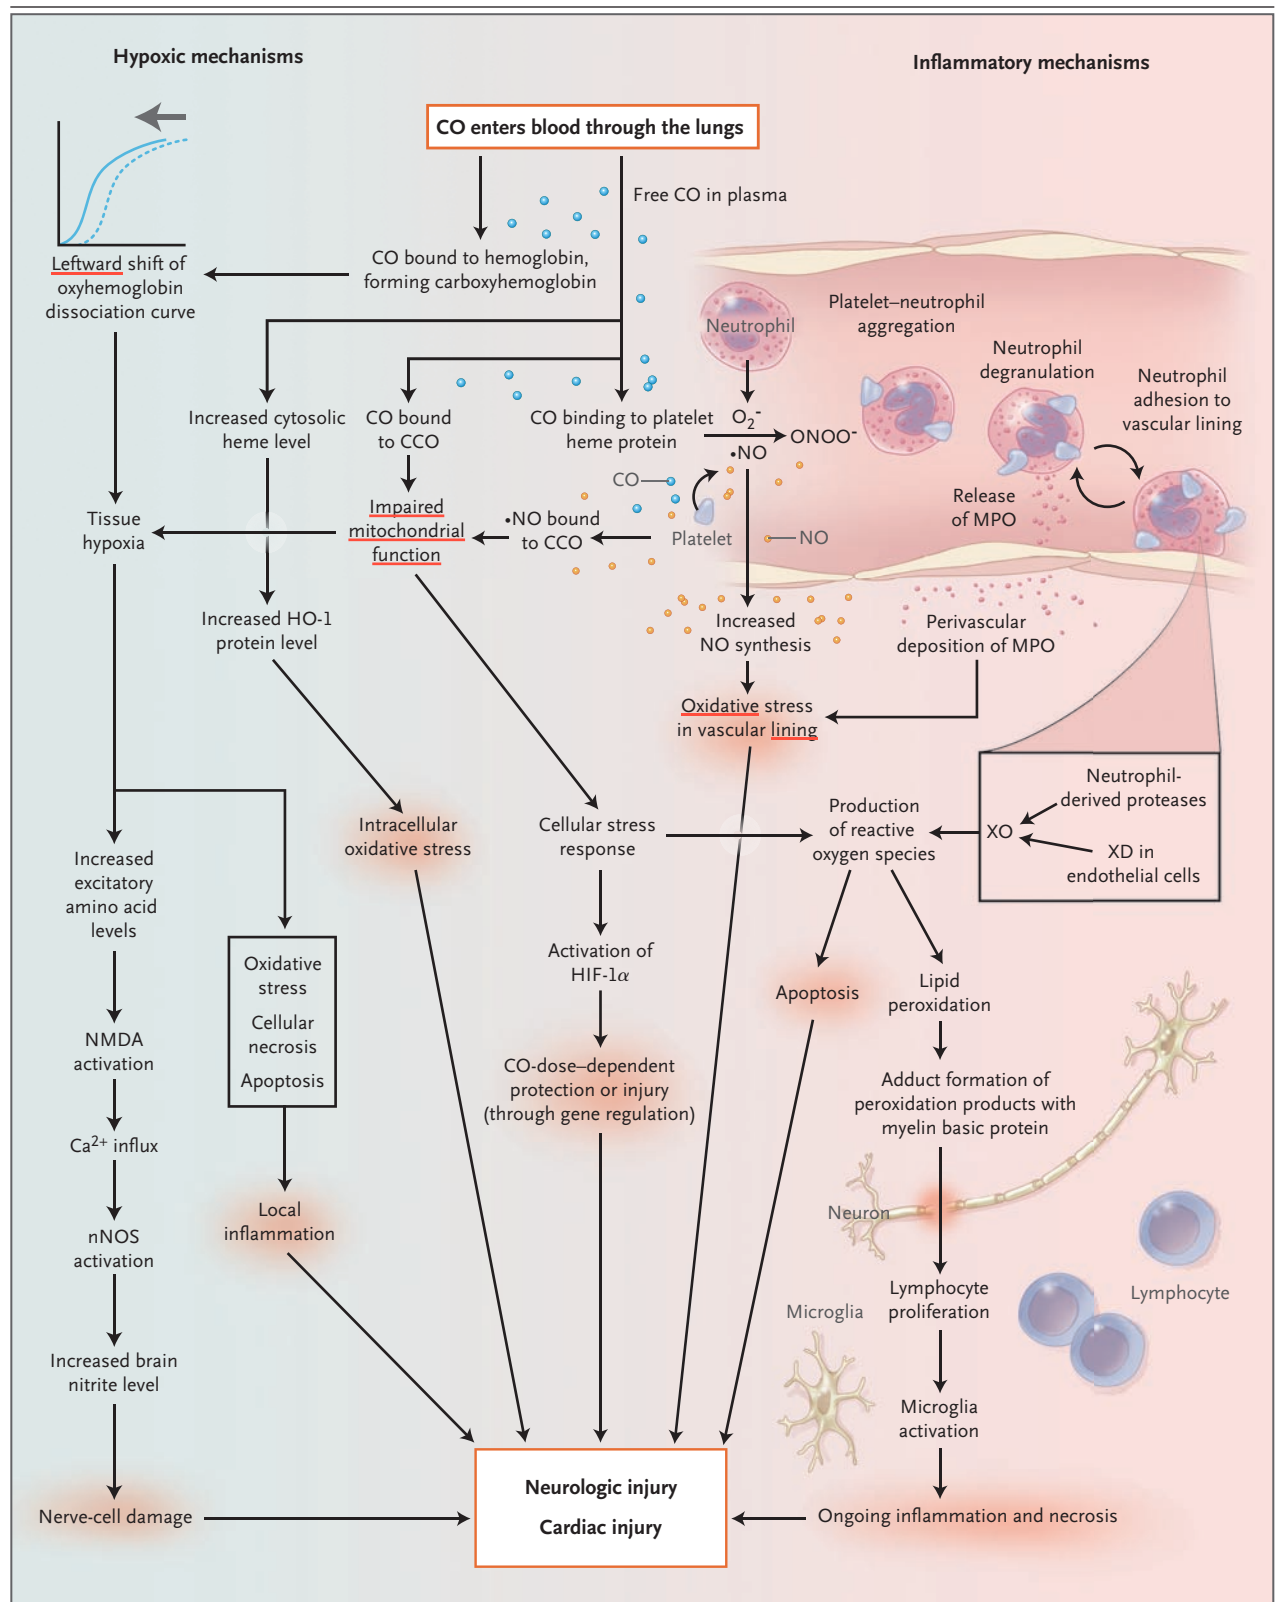 Hypoxic mechanisms
Inflammatory mechanisms
CO enters blood through the lungs
Free CO in plasma
CO bound to hemoglobin,
forming carboxyhemoglobin
Leftward shift of
oxyhemoglobin
dissociation curve
Neutrophil
Platelet–neutrophil
aggregation
Neutrophil
degranulation
Neutrophil
adhesion to
vascular lining
Increased cytosolic
heme level
CO bound
to CCO
CO binding to platelet
heme protein
O₂⁻
•NO
ONOO⁻
CO
Release
of MPO
Tissue
hypoxia
Impaired
mitochondrial
function
•NO bound
to CCO
Platelet
NO
Increased HO-1
protein level
Increased
NO synthesis
Perivascular
deposition of MPO
Oxidative stress
in vascular lining
Neutrophil-
derived proteases
XO
XD in
endothelial cells
Intracellular
oxidative stress
Cellular stress
response
Production
of reactive
oxygen species
Increased
excitatory
amino acid
levels
Oxidative
stress
Cellular
necrosis
Apoptosis
Activation of
HIF-1α
Apoptosis
Lipid
peroxidation
NMDA
activation
CO-dose–dependent
protection or injury
(through gene regulation)
Adduct formation of
peroxidation products with
myelin basic protein
Ca²⁺ influx
Local
inflammation
Neuron
nNOS
activation
Lymphocyte
proliferation
Lymphocyte
Microglia
Increased brain
nitrite level
Microglia
activation
Nerve-cell damage
Neurologic injury
Cardiac injury
Ongoing inflammation and necrosis